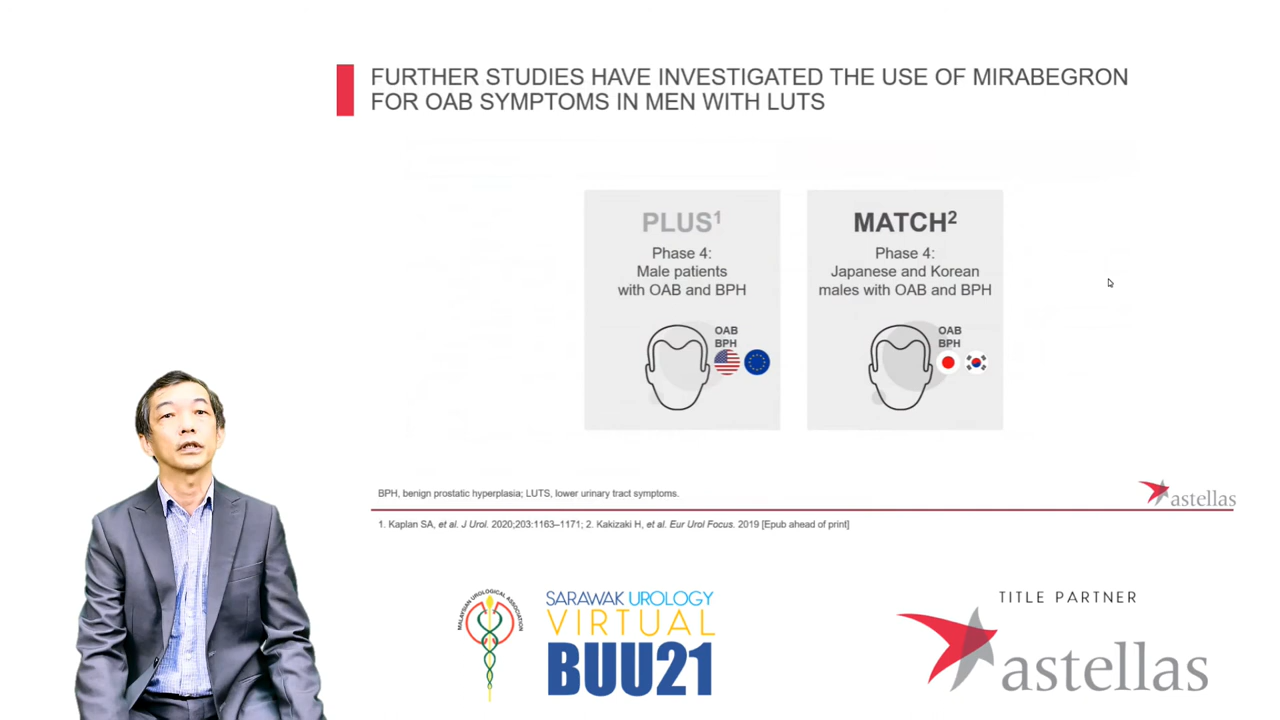 FURTHER STUDIES HAVE INVESTIGATED THE USE OF MIRABEGRON
FOR OAB SYMPTOMS IN MEN WITH LUTS
PLUS1
Phase 4:
Male patients
with OAB and BPH
OAB
BPH
MATCH2
Phase 4:
Japanese and Korean
males with OAB and BPH
OAB
BPH
BPH, benign prostatic hyperplasia; LUTS, lower urinary tract symptoms.
astellas
1. Kaplan SA, et al. J Urol. 2020;203:1163–1171; 2. Kakizaki H, et al. Eur Urol Focus. 2019 [Epub ahead of print]
MALAYSIAN UROLOGICAL ASSOCIATION
SARAWAK UROLOGY
VIRTUAL
BUU21
TITLE PARTNER
astellas